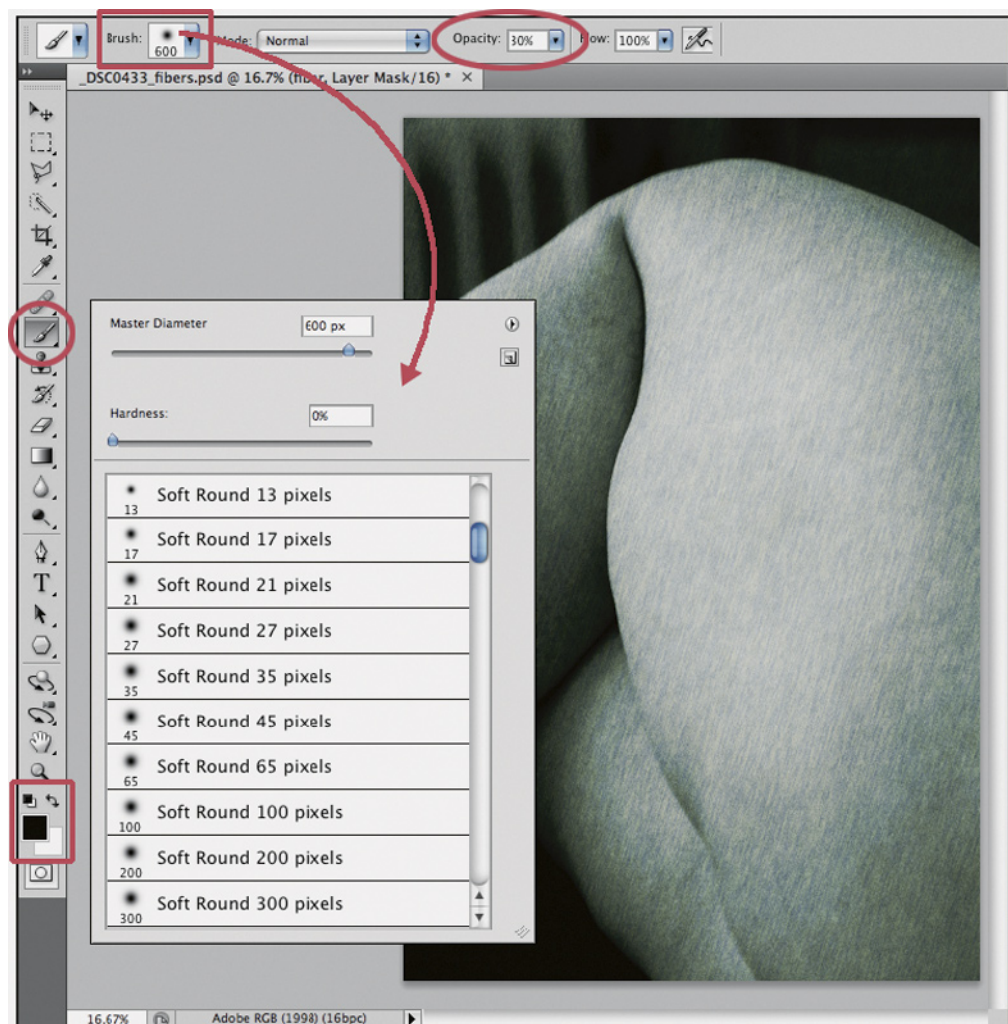 Brush: 600 Mode: Normal Opacity: 30% Flow: 100%
_DSC0433_fibers.psd @ 16.7% (fiber, Layer Mask/16) * ×
Master Diameter 600 px
Hardness: 0%
13 Soft Round 13 pixels
17 Soft Round 17 pixels
21 Soft Round 21 pixels
27 Soft Round 27 pixels
35 Soft Round 35 pixels
45 Soft Round 45 pixels
65 Soft Round 65 pixels
100 Soft Round 100 pixels
200 Soft Round 200 pixels
300 Soft Round 300 pixels
T
16.67% Adobe RGB (1998) (16bpc)